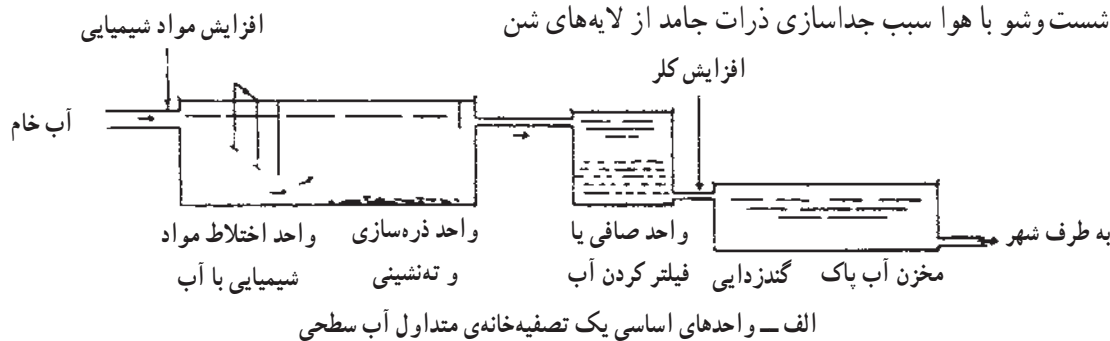 شست‌وشو با هوا سبب جداسازی ذرات جامد از لایه‌های شن
افزایش مواد شیمیایی
افزایش کلر
آب خام
واحد اختلاط مواد
شیمیایی با آب
واحد ذره‌سازی
و ته‌نشینی
واحد صافی یا
فیلتر کردن آب
گندزدایی
مخزن آب پاک
به طرف شهر
الف ــ واحدهای اساسی یک تصفیه‌خانه‌ی متداول آب سطحی